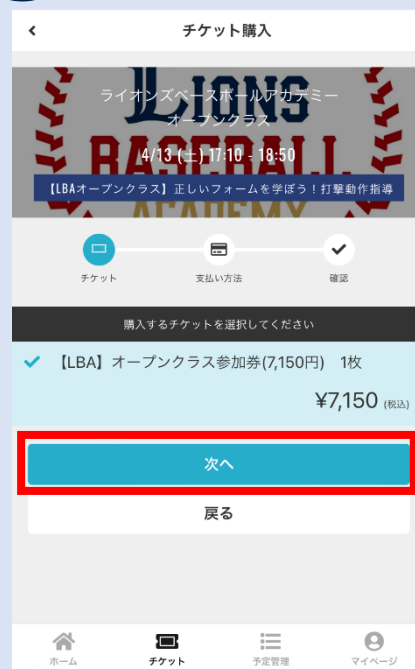 チケット購入
LIONS
ライオンズベースボールアカデミー
オープンクラス
BASEBALL
4/13 (土) 17:10 - 18:50
【LBAオープンクラス】正しいフォームを学ぼう！打撃動作指導
ACADEMY
チケット
支払い方法
確認
購入するチケットを選択してください
【LBA】オープンクラス参加券(7,150円) 1枚
¥7,150 (税込)
次へ
戻る
ホーム
チケット
予定管理
マイページ